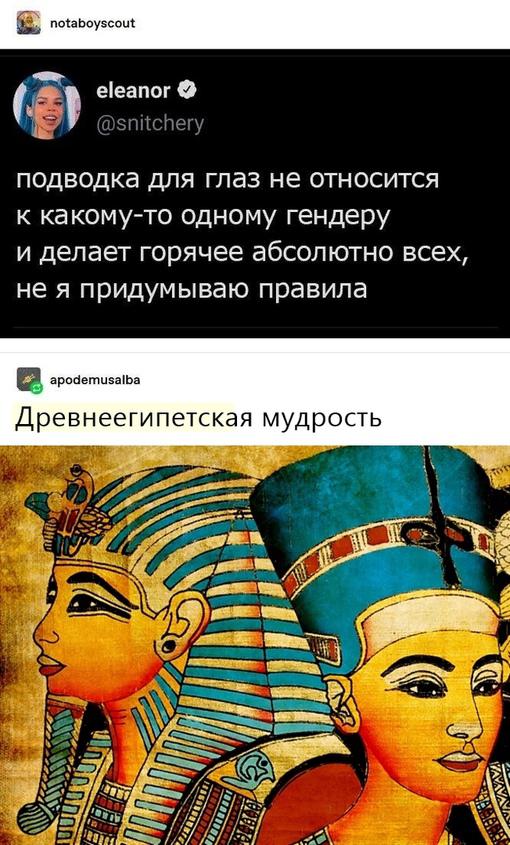 notaboyscout
eleanor
@snitchery
подводка для глаз не относится
к какому-то одному гендеру
и делает горячее абсолютно всех,
не я придумываю правила
apodemusalba
Древнеегипетская мудрость